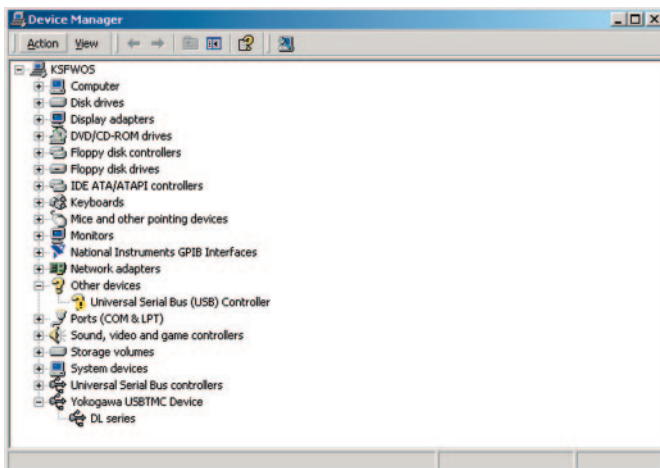 Device Manager
Action View
KSFWOS
Computer
Disk drives
Display adapters
DVD/CD-ROM drives
Floppy disk controllers
Floppy disk drives
IDE ATA/ATAPI controllers
Keyboards
Mice and other pointing devices
Monitors
National Instruments GPIB Interfaces
Network adapters
Other devices
Universal Serial Bus (USB) Controller
Ports (COM & LPT)
Sound, video and game controllers
Storage volumes
System devices
Universal Serial Bus controllers
Yokogawa USBTMC Device
DL series